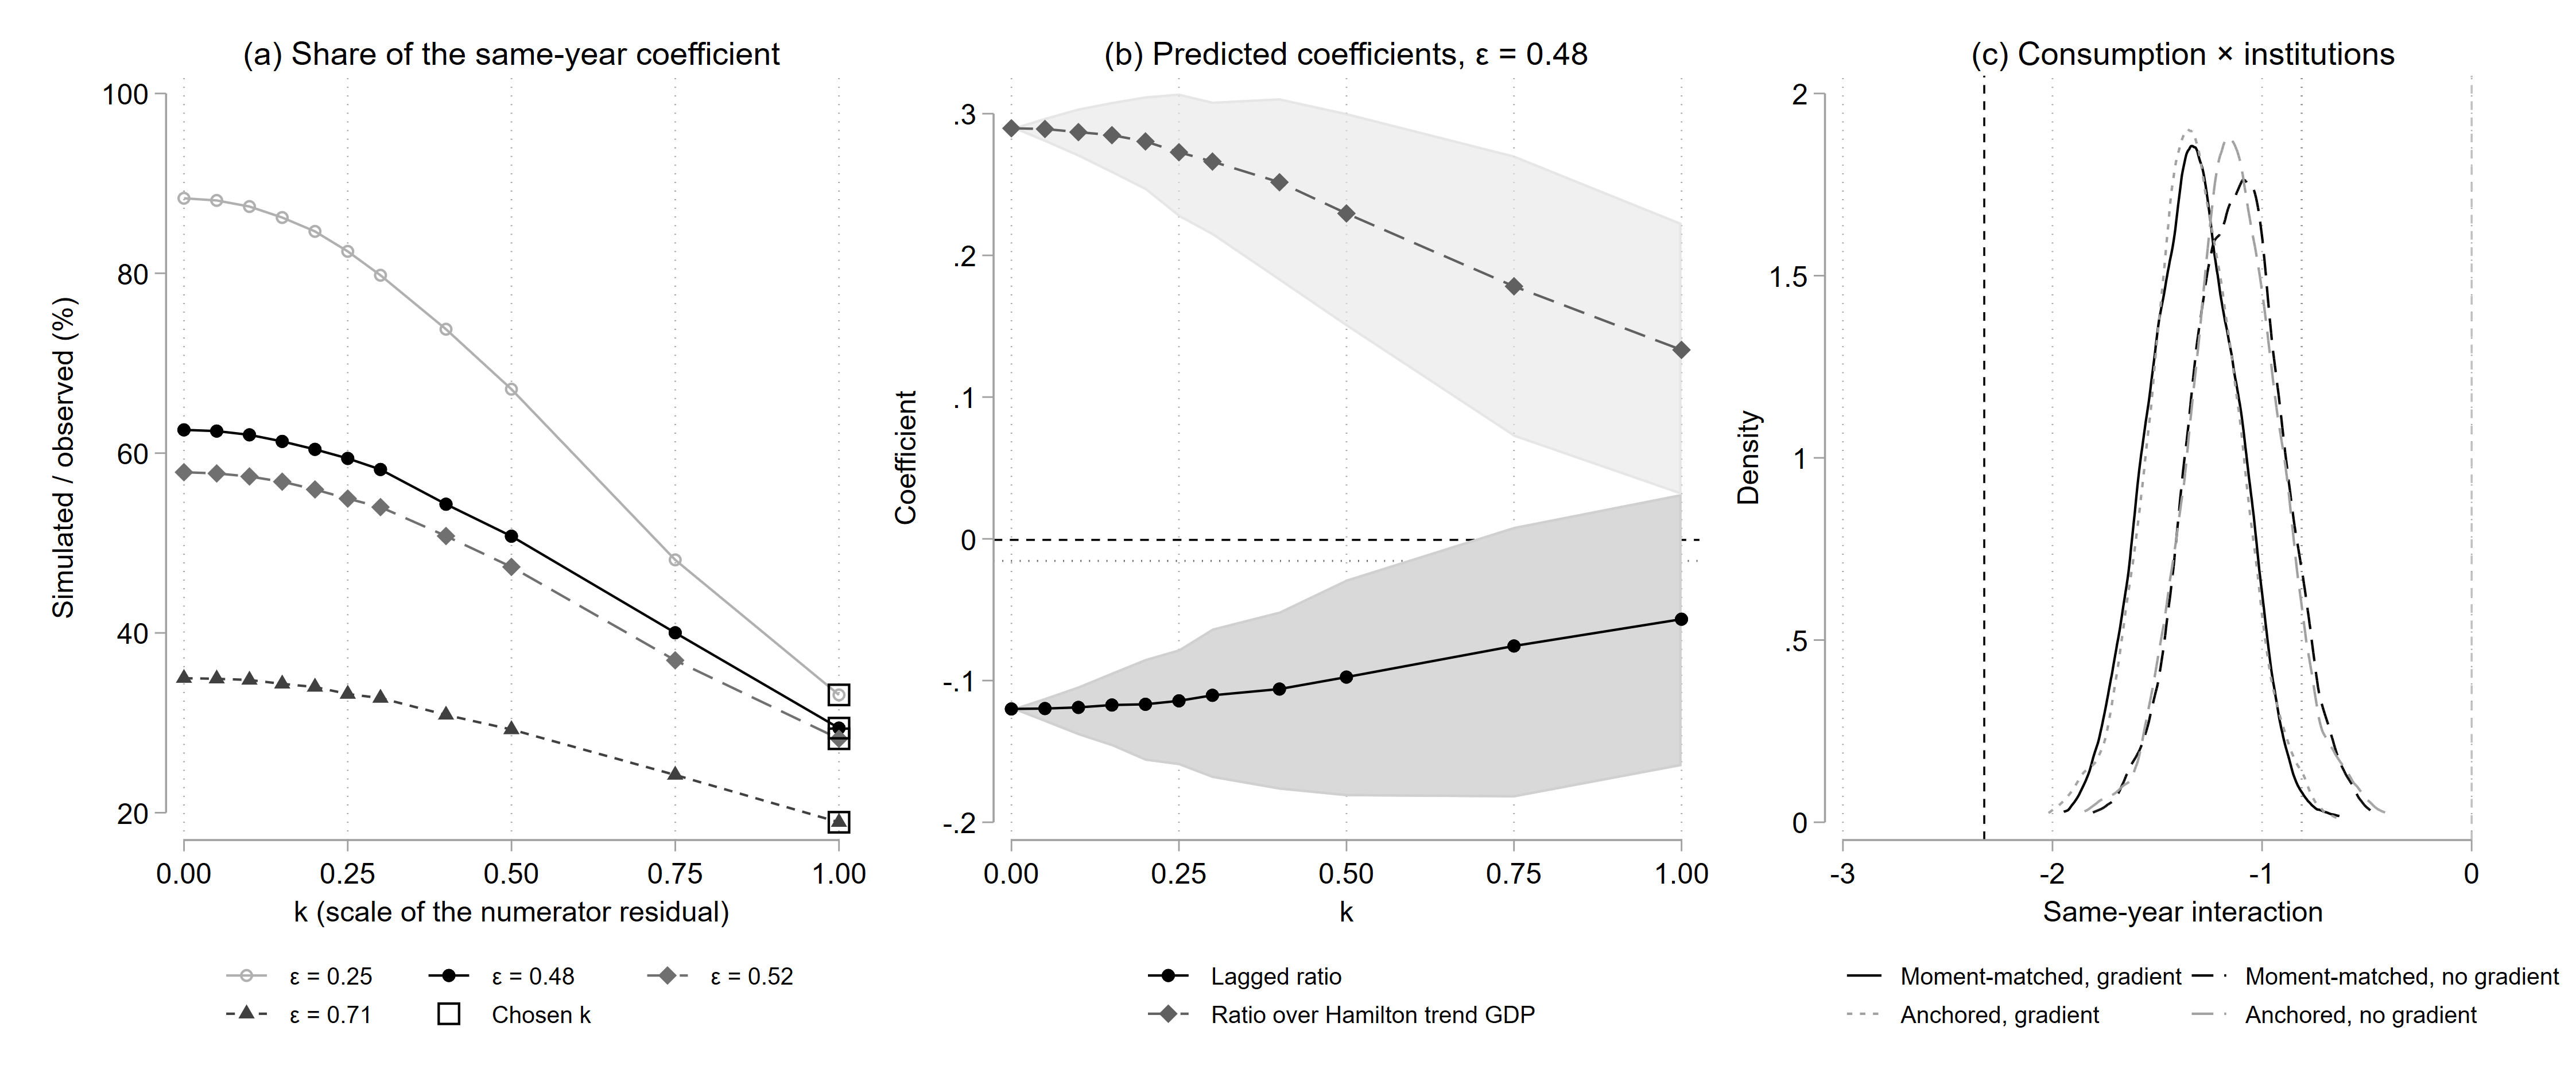 (a) Share of the same-year coefficient
Simulated / observed (%)
100
80
60
40
20
0.00 0.25 0.50 0.75 1.00
k (scale of the numerator residual)
ε = 0.25 ε = 0.48 ε = 0.52
ε = 0.71 Chosen k
(b) Predicted coefficients, ε = 0.48
Coefficient
.3
.2
.1
0
-.1
-.2
0.00 0.25 0.50 0.75 1.00
k
Lagged ratio
Ratio over Hamilton trend GDP
(c) Consumption × institutions
Density
2
1.5
1
.5
0
-3 -2 -1 0
Same-year interaction
Moment-matched, gradient Moment-matched, no gradient
Anchored, gradient Anchored, no gradient